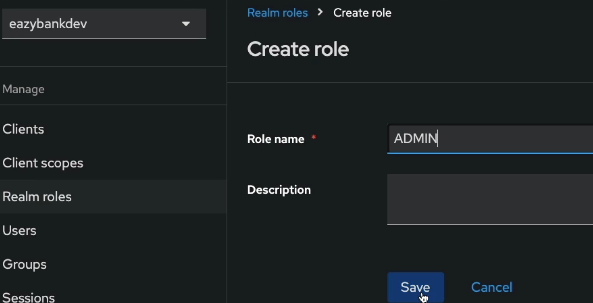 eazybankdev
Realm roles > Create role
Create role
Manage
Clients
Client scopes
Realm roles
Users
Groups
Sessions
Role name *
ADMIN
Description
Save
Cancel